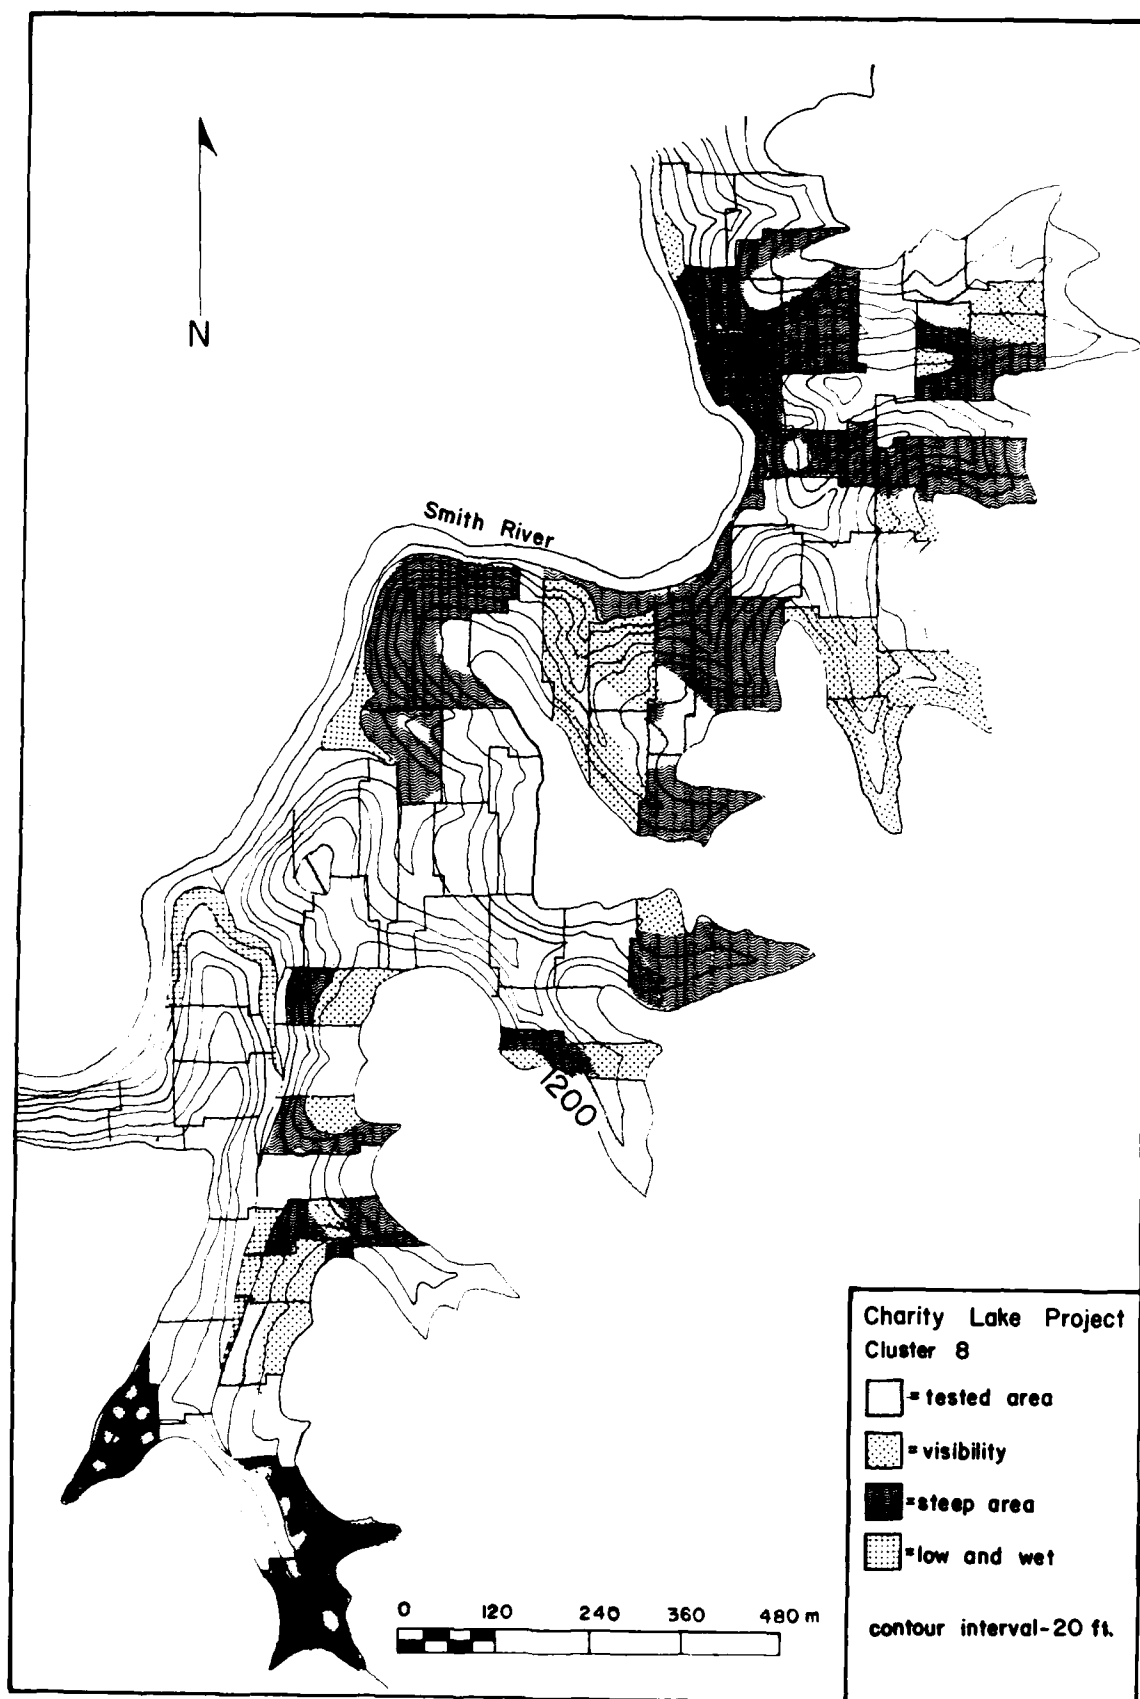 N
Smith River
1200
Charity Lake Project
Cluster 8
= tested area
= visibility
= steep area
= low and wet
contour interval-20 ft.
0 120 240 360 480 m